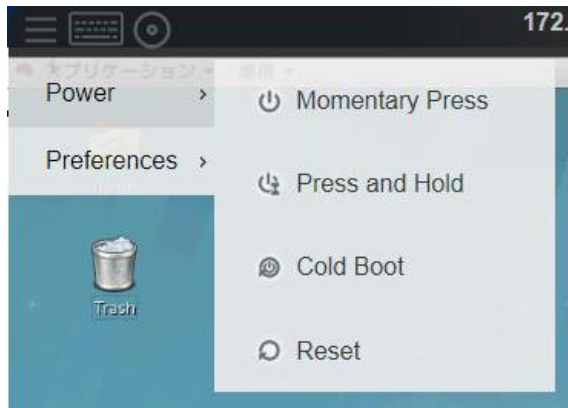 172.
アプリケーション
Power >
Momentary Press
Preferences >
Press and Hold
Cold Boot
Trash
Reset